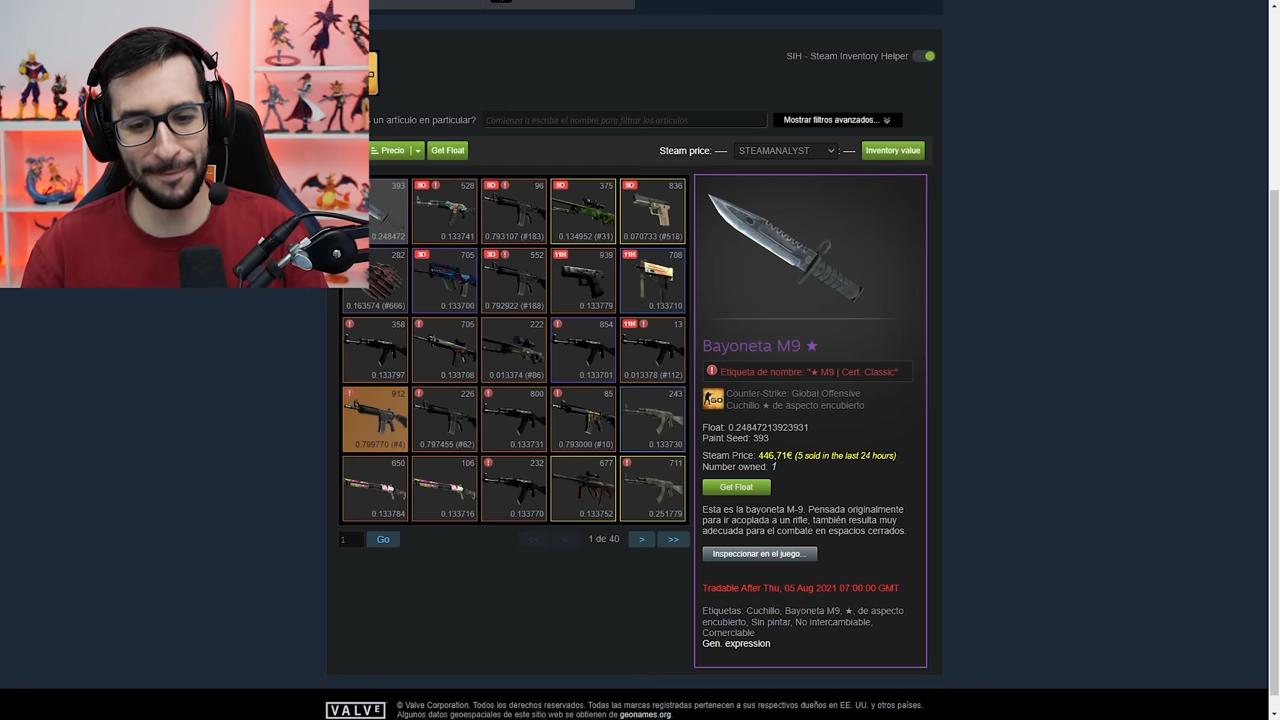 SIH - Steam Inventory Helper
un artículo en particular?
Comienza a escribir el nombre para filtrar los artículos
Mostrar filtros avanzados...
Precio
Get Float
Steam price: ----
STEAMANALYST
: ----
Inventory value
393
0.248472
5D
528
0.133741
5D
96
0.793107 (#183)
5D
375
0.134952 (#31)
5D
836
0.070733 (#518)
282
0.163574 (#666)
3D
705
0.133700
3D
552
0.792922 (#188)
11H
939
0.133779
11H
708
0.133710
358
0.133797
705
0.133708
222
0.013374 (#86)
854
0.133701
11H
13
0.013378 (#112)
912
0.799770 (#4)
226
0.797455 (#62)
800
0.133731
85
0.793000 (#10)
243
0.133730
650
0.133784
106
0.133716
232
0.133770
677
0.133752
711
0.251779
1
Go
<<
<
1 de 40
>
>>
Bayoneta M9 ★
Etiqueta de nombre: "★ M9 | Cert. Classic"
Counter-Strike: Global Offensive
Cuchillo ★ de aspecto encubierto
Float: 0.24847213923931
Paint Seed: 393
Steam Price: 446,71€ (5 sold in the last 24 hours)
Number owned: 1
Get Float
Esta es la bayoneta M-9. Pensada originalmente
para ir acoplada a un rifle, también resulta muy
adecuada para el combate en espacios cerrados.
Inspeccionar en el juego...
Tradable After Thu, 05 Aug 2021 07:00:00 GMT
Etiquetas: Cuchillo, Bayoneta M9, ★, de aspecto
encubierto, Sin pintar, No intercambiable,
Comerciable
Gen. expression
VALVE
© Valve Corporation. Todos los derechos reservados. Todas las marcas registradas pertenecen a sus respectivos dueños en EE. UU. y otros países.
Algunos datos geoespaciales de este sitio web se obtienen de geonames.org.